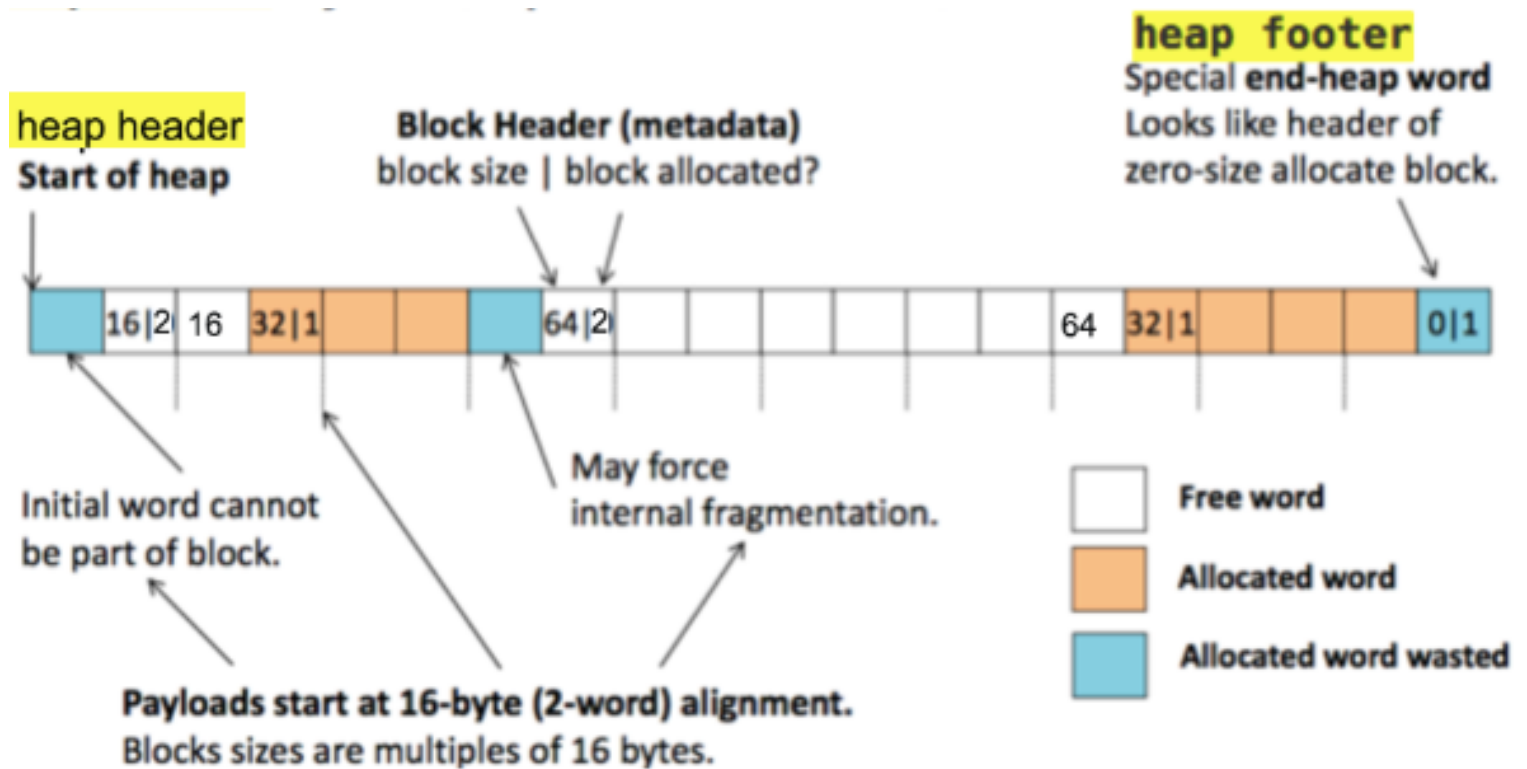 heap footer
Special end-heap word
Looks like header of
zero-size allocate block.
heap header
Start of heap
Block Header (metadata)
block size | block allocated?
16|2 16 32|1 64|2 64 32|1 0|1
Initial word cannot
be part of block.
May force
internal fragmentation.
Payloads start at 16-byte (2-word) alignment.
Blocks sizes are multiples of 16 bytes.
Free word
Allocated word
Allocated word wasted